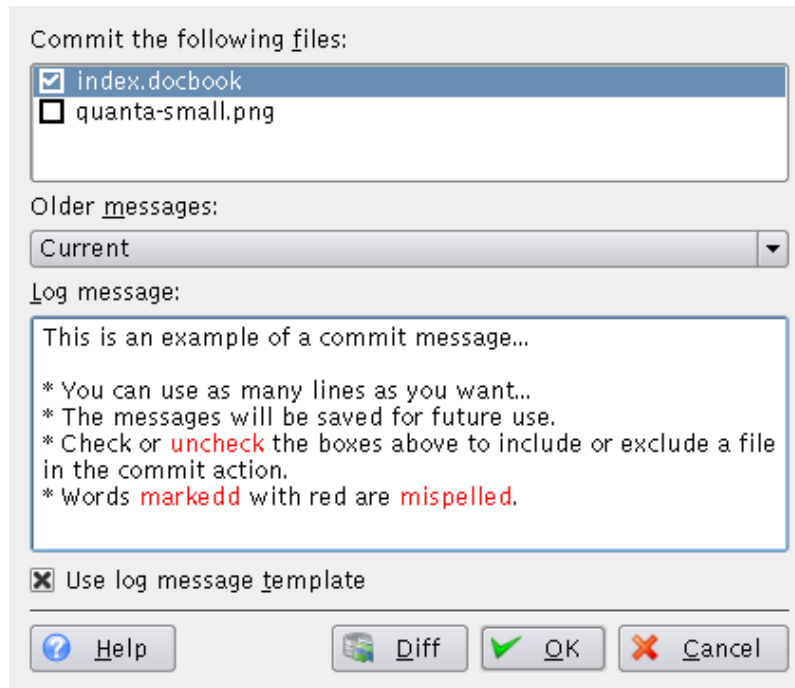 Commit the following files:
index.docbook
quanta-small.png
Older messages:
Current
Log message:
This is an example of a commit message...
* You can use as many lines as you want...
* The messages will be saved for future use.
* Check or uncheck the boxes above to include or exclude a file
in the commit action.
* Words markedd with red are mispelled.
Use log message template
Help
Diff
OK
Cancel